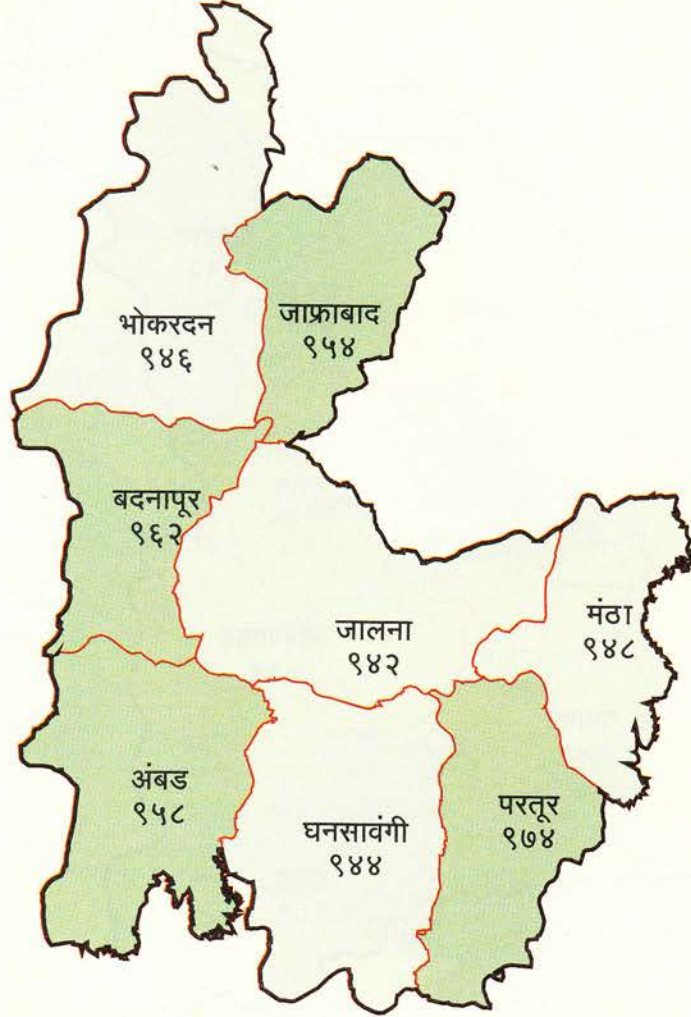 भोकरदन
९४६
जाफ्राबाद
९५४
बदनापूर
९६२
जालना
९४२
मंठा
९४८
अंबड
९५८
घनसावंगी
९४४
परतूर
९७४